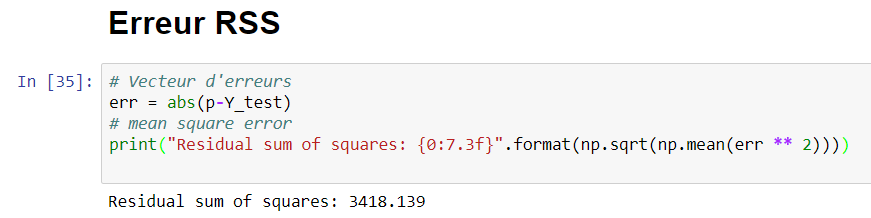 Erreur RSS
In [35]: # Vecteur d'erreurs
err = abs(p-Y_test)
# mean square error
print("Residual sum of squares: {0:7.3f}".format(np.sqrt(np.mean(err ** 2))))
Residual sum of squares: 3418.139